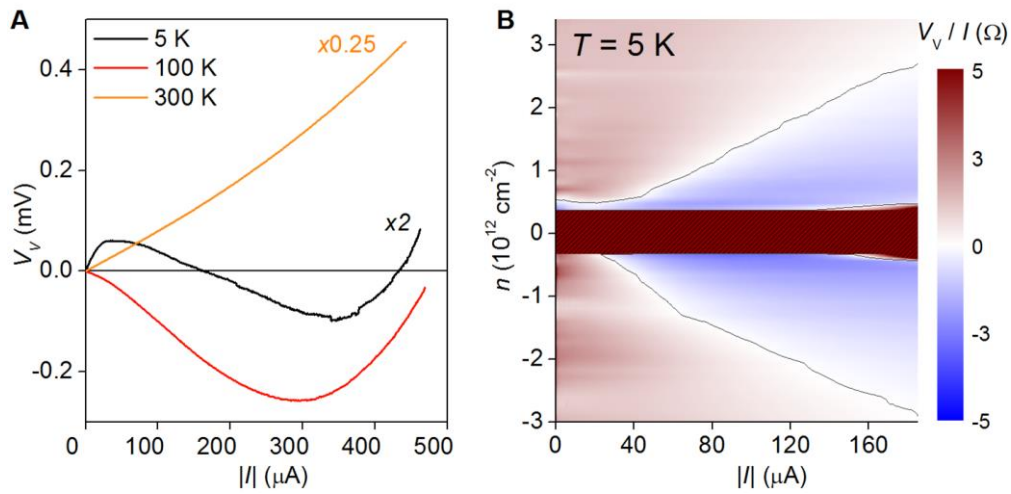 A
5 K
100 K
300 K
x0.25
x2
0.4
0.2
0.0
-0.2
V_V (mV)
0 100 200 300 400 500
|I| (μA)
B
T = 5 K
V_V / I (Ω)
3
2
1
0
-1
-2
-3
n (10¹² cm⁻²)
0 40 80 120 160
|I| (μA)
5
3
0
-3
-5